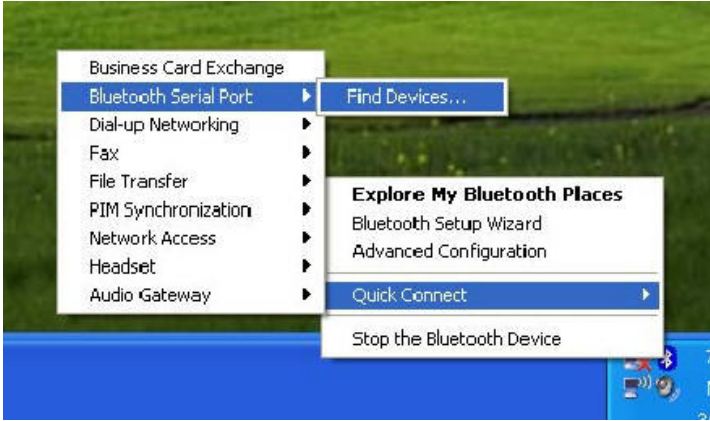 Business Card Exchange
Bluetooth Serial Port
Dial-up Networking
Fax
File Transfer
PIM Synchronization
Network Access
Headset
Audio Gateway
Find Devices...
Explore My Bluetooth Places
Bluetooth Setup Wizard
Advanced Configuration
Quick Connect
Stop the Bluetooth Device